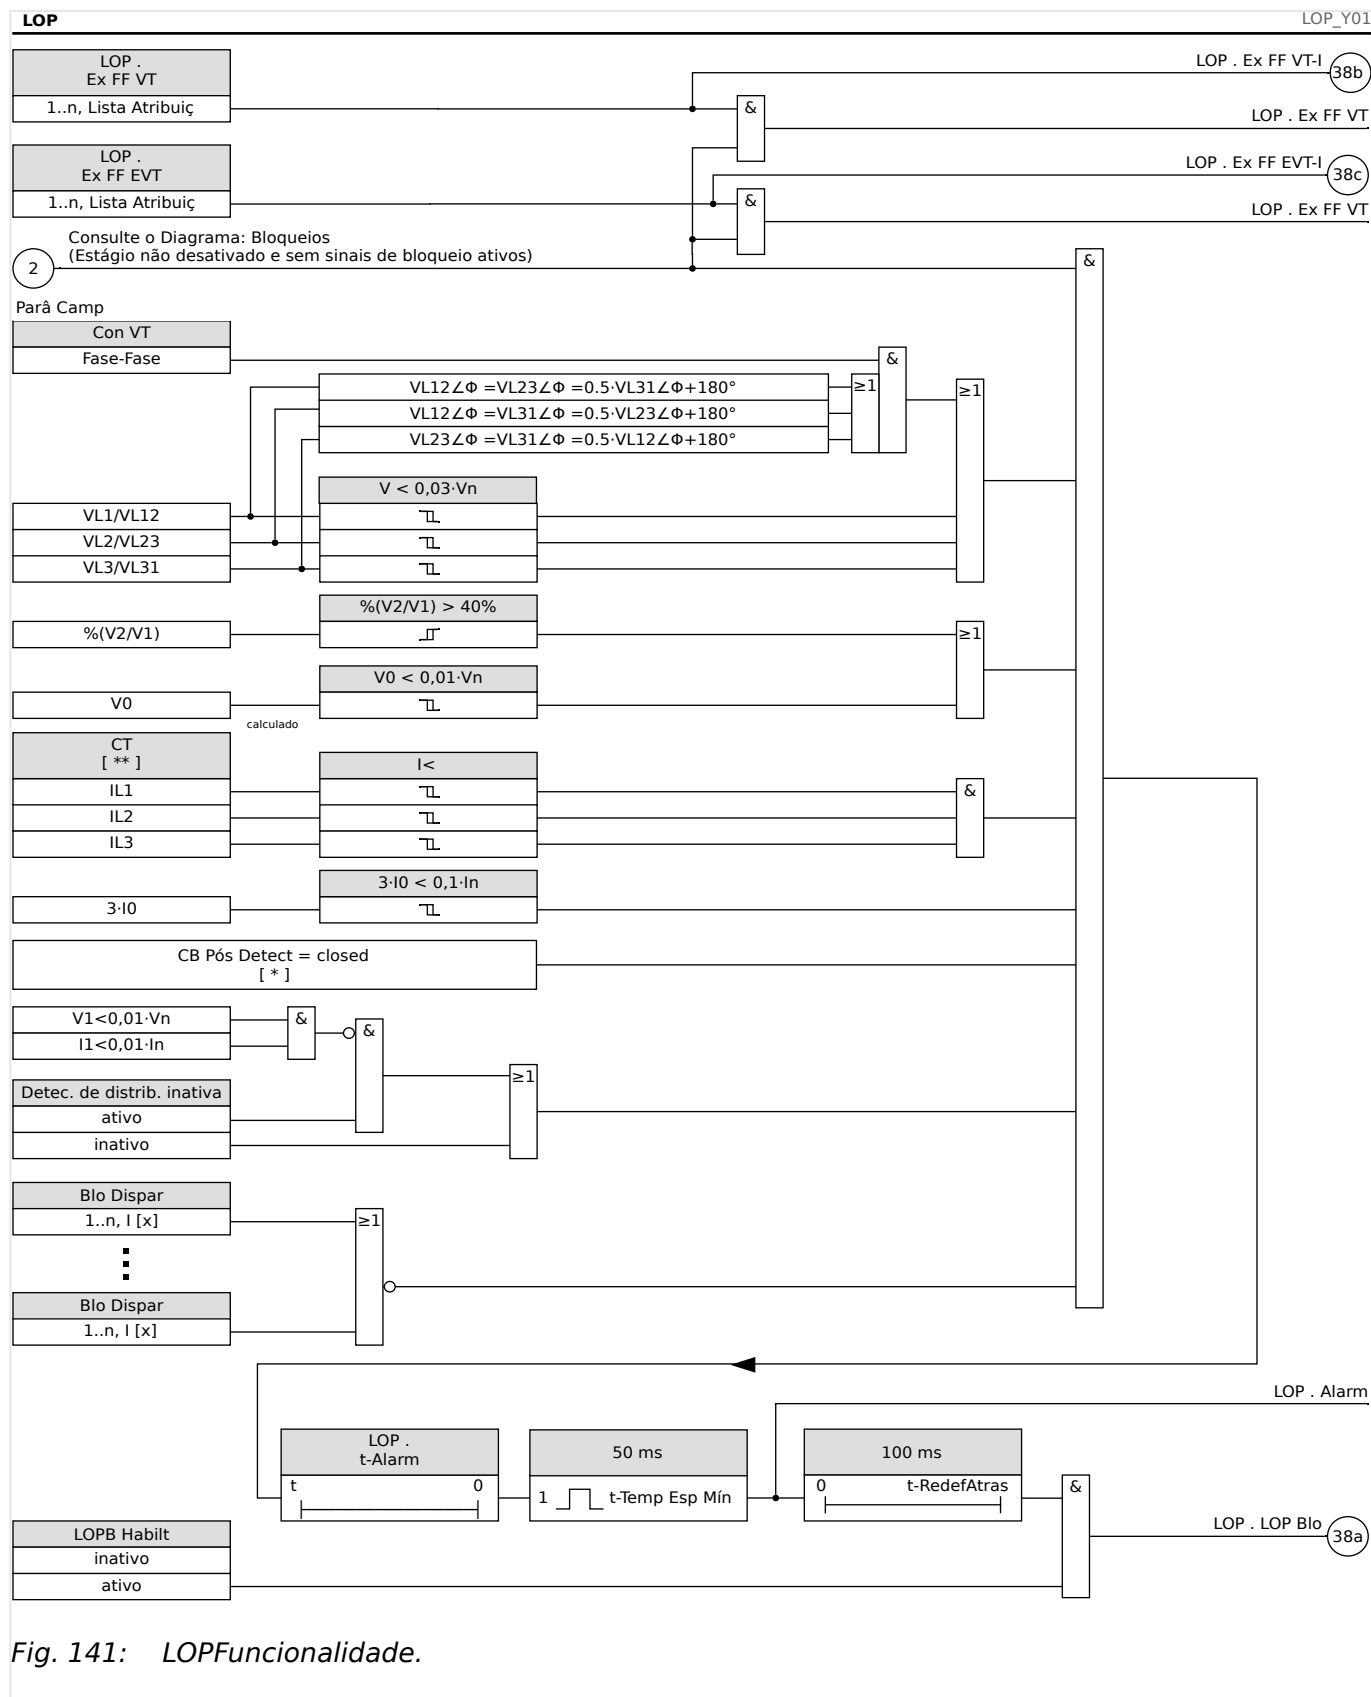 LOP
LOP_Y01
LOP .
Ex FF VT
1..n, Lista Atribuiç
&
LOP . Ex FF VT-I
38b
LOP . Ex FF VT
LOP .
Ex FF EVT
1..n, Lista Atribuiç
&
LOP . Ex FF EVT-I
38c
LOP . Ex FF VT
2
Consulte o Diagrama: Bloqueios
(Estágio não desativado e sem sinais de bloqueio ativos)
&
Parâ Camp
Con VT
Fase-Fase
&
VL12∠Φ =VL23∠Φ =0.5·VL31∠Φ+180°
≥1
≥1
VL12∠Φ =VL31∠Φ =0.5·VL23∠Φ+180°
VL23∠Φ =VL31∠Φ =0.5·VL12∠Φ+180°
V < 0,03·Vn
VL1/VL12
VL2/VL23
VL3/VL31
%(V2/V1) > 40%
%(V2/V1)
≥1
V0 < 0,01·Vn
V0
calculado
CT
[ ** ]
I<
IL1
&
IL2
IL3
3·I0 < 0,1·In
3·I0
CB Pós Detect = closed
[ * ]
V1<0,01·Vn
&
&
I1<0,01·In
≥1
Detec. de distrib. inativa
ativo
inativo
Blo Dispar
1..n, I [x]
≥1
Blo Dispar
1..n, I [x]
LOP . Alarm
LOP .
t-Alarm
50 ms
100 ms
t 0
1 t-Temp Esp Mín
0 t-RedefAtras
&
LOPB Habilt
inativo
ativo
LOP . LOP Blo
38a
Fig. 141: LOPFuncionalidade.